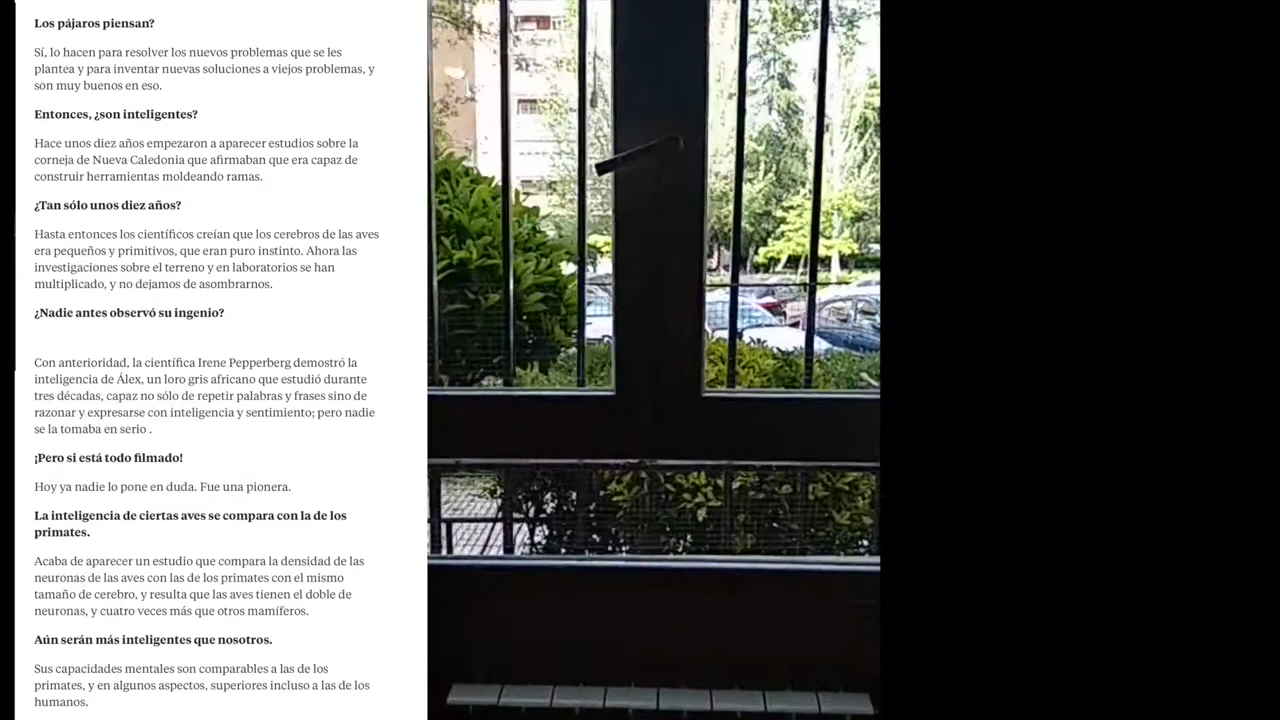 Los pájaros piensan?
Sí, lo hacen para resolver los nuevos problemas que se les
plantea y para inventar nuevas soluciones a viejos problemas, y
son muy buenos en eso.
Entonces, ¿son inteligentes?
Hace unos diez años empezaron a aparecer estudios sobre la
corneja de Nueva Caledonia que afirmaban que era capaz de
construir herramientas moldeando ramas.
¿Tan sólo unos diez años?
Hasta entonces los científicos creían que los cerebros de las aves
era pequeños y primitivos, que eran puro instinto. Ahora las
investigaciones sobre el terreno y en laboratorios se han
multiplicado, y no dejamos de asombrarnos.
¿Nadie antes observó su ingenio?
Con anterioridad, la científica Irene Pepperberg demostró la
inteligencia de Álex, un loro gris africano que estudió durante
tres décadas, capaz no sólo de repetir palabras y frases sino de
razonar y expresarse con inteligencia y sentimiento; pero nadie
se la tomaba en serio .
¡Pero si está todo filmado!
Hoy ya nadie lo pone en duda. Fue una pionera.
La inteligencia de ciertas aves se compara con la de los
primates.
Acaba de aparecer un estudio que compara la densidad de las
neuronas de las aves con las de los primates con el mismo
tamaño de cerebro, y resulta que las aves tienen el doble de
neuronas, y cuatro veces más que otros mamíferos.
Aún serán más inteligentes que nosotros.
Sus capacidades mentales son comparables a las de los
primates, y en algunos aspectos, superiores incluso a las de los
humanos.